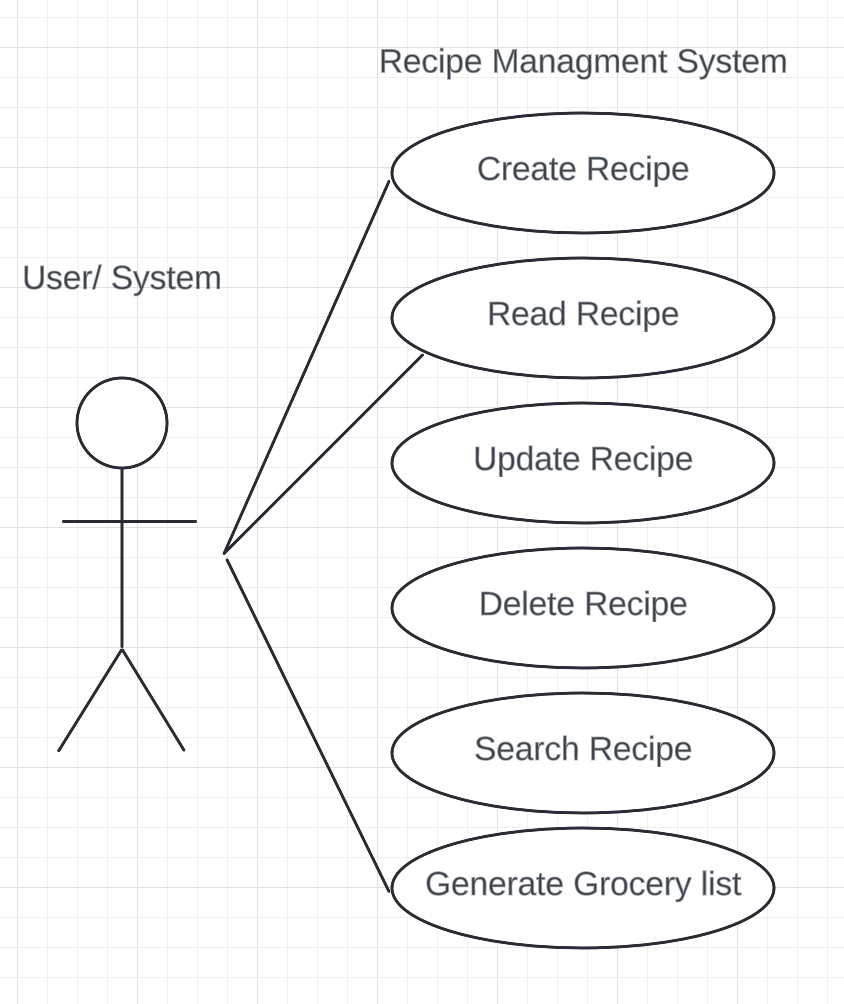 Recipe Managment System
Create Recipe
User/ System
Read Recipe
Update Recipe
Delete Recipe
Search Recipe
Generate Grocery list